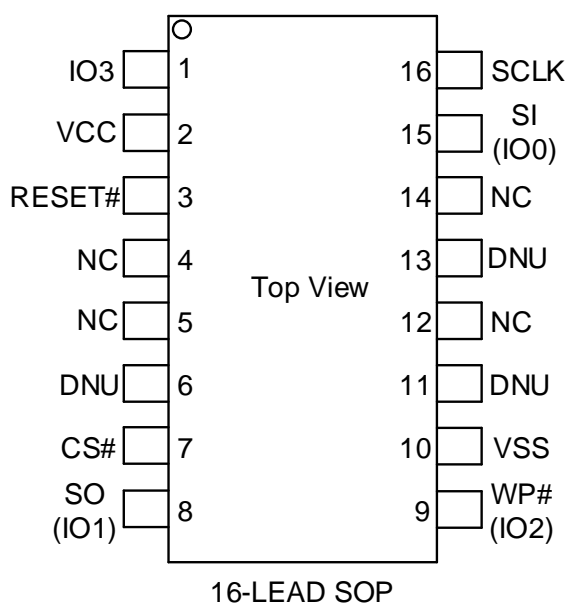 IO3 1 16 SCLK
VCC 2 15 SI
(IO0)
RESET# 3 14 NC
NC 4 13 DNU
Top View
NC 5 12 NC
DNU 6 11 DNU
CS# 7 10 VSS
SO
(IO1) 8 9 WP#
(IO2)
16-LEAD SOP